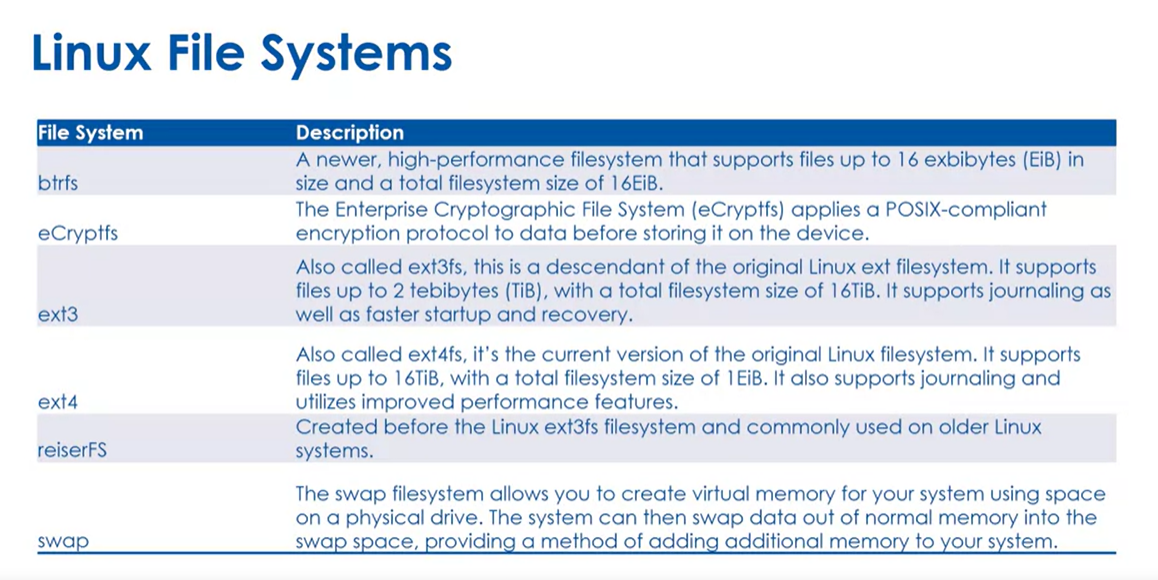 Linux File Systems
File System Description
btrfs
A newer, high-performance filesystem that supports files up to 16 exbibytes (EiB) in
size and a total filesystem size of 16EiB.
eCryptfs
The Enterprise Cryptographic File System (eCryptfs) applies a POSIX-compliant
encryption protocol to data before storing it on the device.
ext3
Also called ext3fs, this is a descendant of the original Linux ext filesystem. It supports
files up to 2 tebibytes (TiB), with a total filesystem size of 16TiB. It supports journaling as
well as faster startup and recovery.
ext4
Also called ext4fs, it’s the current version of the original Linux filesystem. It supports
files up to 16TiB, with a total filesystem size of 1EiB. It also supports journaling and
utilizes improved performance features.
reiserFS
Created before the Linux ext3fs filesystem and commonly used on older Linux
systems.
swap
The swap filesystem allows you to create virtual memory for your system using space
on a physical drive. The system can then swap data out of normal memory into the
swap space, providing a method of adding additional memory to your system.